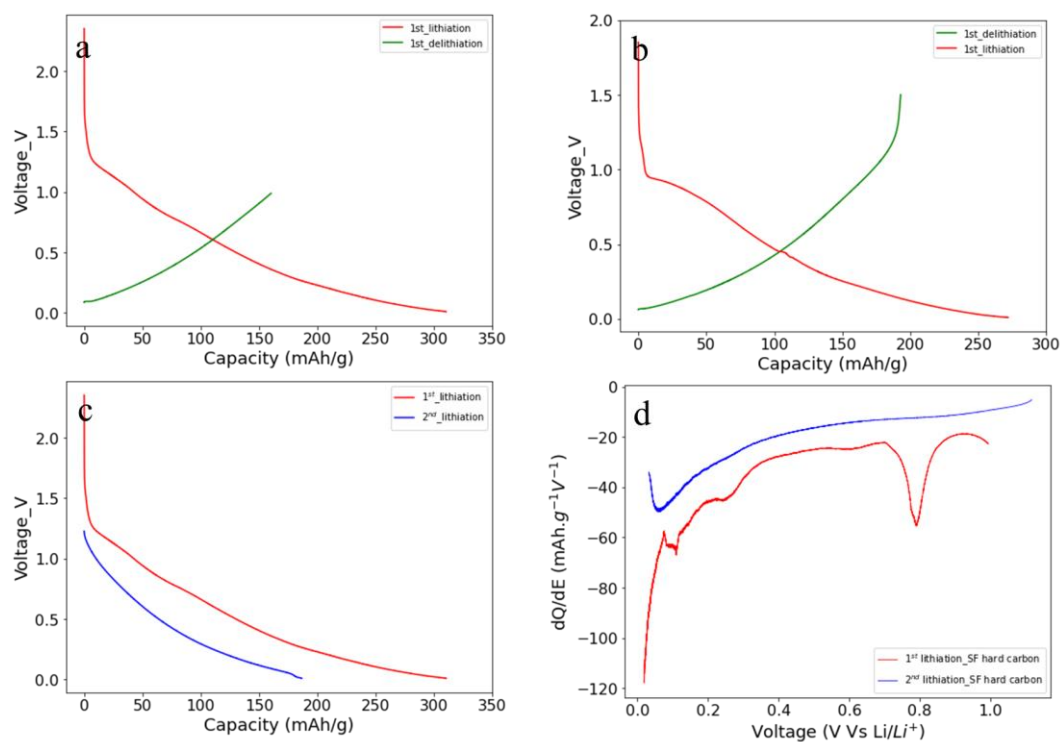 a
1st_lithiation
1st_delithiation
2.0
1.5
1.0
0.5
0.0
Voltage_V
0 50 100 150 200 250 300 350
Capacity (mAh/g)
b
1st_delithiation
1st_lithiation
2.0
1.5
1.0
0.5
0.0
Voltage_V
0 50 100 150 200 250 300
Capacity (mAh/g)
c
1st_lithiation
2nd_lithiation
2.0
1.5
1.0
0.5
0.0
Voltage_V
0 50 100 150 200 250 300 350
Capacity (mAh/g)
d
0
−20
−40
−60
−80
−100
−120
dQ/dE (mAh.g⁻¹V⁻¹)
1st lithiation_SF hard carbon
2nd lithiation_SF hard carbon
0.0 0.2 0.4 0.6 0.8 1.0
Voltage (V Vs Li/Li⁺)